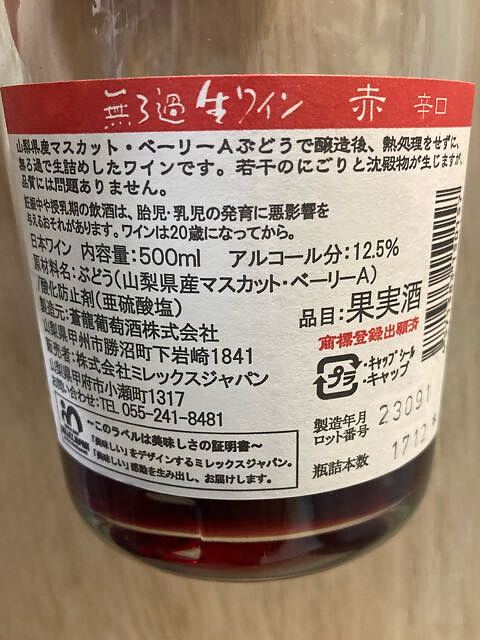 無ろ過生ワイン 赤 辛口
山梨県産マスカット・ベーリーAぶどうで醸造後、熱処理をせずに、
無ろ過で生詰めしたワインです。若干のにごりと沈殿物が生じますが、
品質には問題ありません。
妊娠中や授乳期の飲酒は、胎児・乳児の発育に悪影響を
与えるおそれがあります。ワインは20歳になってから。
日本ワイン 内容量:500ml アルコール分:12.5%
原材料名:ぶどう(山梨県産マスカット・ベーリーA)
/酸化防止剤(亜硫酸塩)
品目:果実酒
商標登録出願済
製造元:蒼龍葡萄酒株式会社
山梨県甲州市勝沼町下岩崎1841
販売者:株式会社ミレックスジャパン
山梨県甲府市小瀬町1317
お問い合わせ:TEL 055-241-8481
プラ
・キャップシール
・キャップ
製造年月
ロット番号
23091
瓶詰本数
1712
〜このラベルは美味しさの証明書〜
「美味しい」をデザインするミレックスジャパン。
「美味しい」感動を生み出し、お届けします。